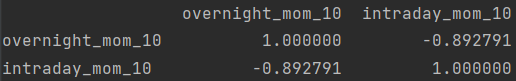 overnight_mom_10 intraday_mom_10
overnight_mom_10 1.000000 -0.892791
intraday_mom_10 -0.892791 1.000000